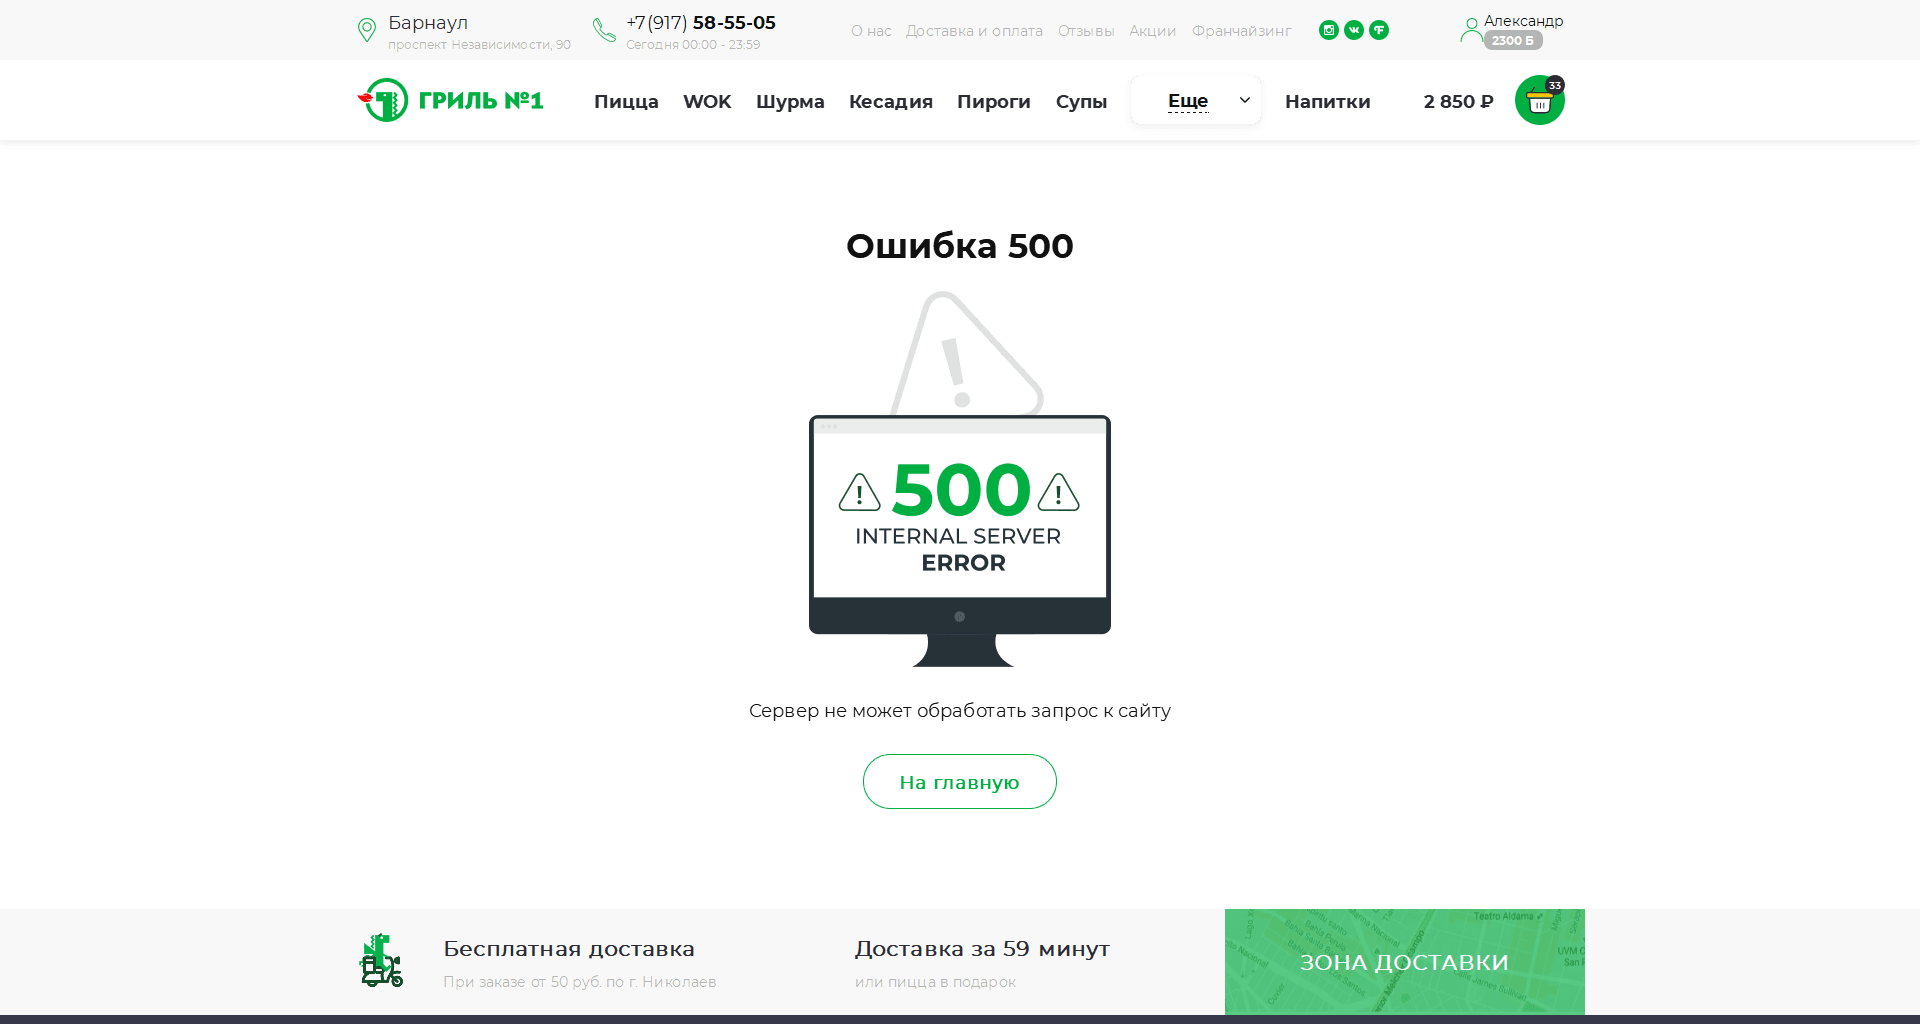 Барнаул
проспект Независимости, 90
+7(917) 58-55-05
Сегодня 00:00 - 23:59
О нас Доставка и оплата Отзывы Акции Франчайзинг
Александр
2300 Б
ГРИЛЬ №1
Пицца WOK Шурма Кесадия Пироги Супы Еще Напитки
2 850 ₽
33
Ошибка 500
500
INTERNAL SERVER
ERROR
Сервер не может обработать запрос к сайту
На главную
Бесплатная доставка
При заказе от 50 руб. по г. Николаев
Доставка за 59 минут
или пицца в подарок
Teatro Aldama
ЗОНА ДОСТАВКИ